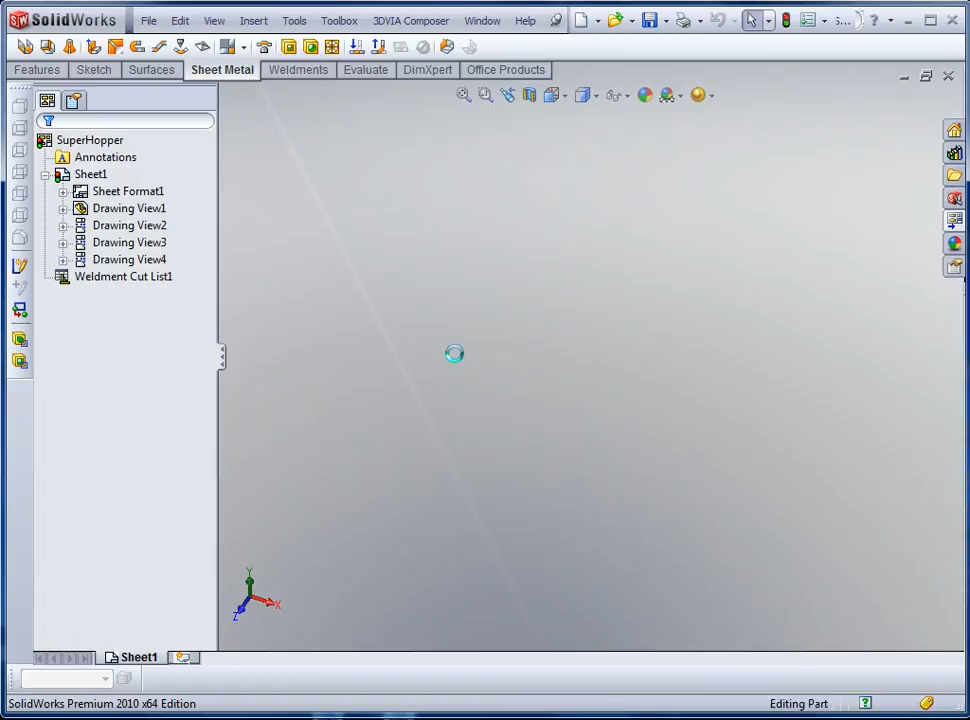 SW SolidWorks File Edit View Insert Tools Toolbox 3DVIA Composer Window Help S... ?
Features Sketch Surfaces Sheet Metal Weldments Evaluate DimXpert Office Products
SuperHopper
A Annotations
Sheet1
Sheet Format1
Drawing View1
Drawing View2
Drawing View3
Drawing View4
Weldment Cut List1
Y
X
Z
Sheet1
SolidWorks Premium 2010 x64 Edition Editing Part ?